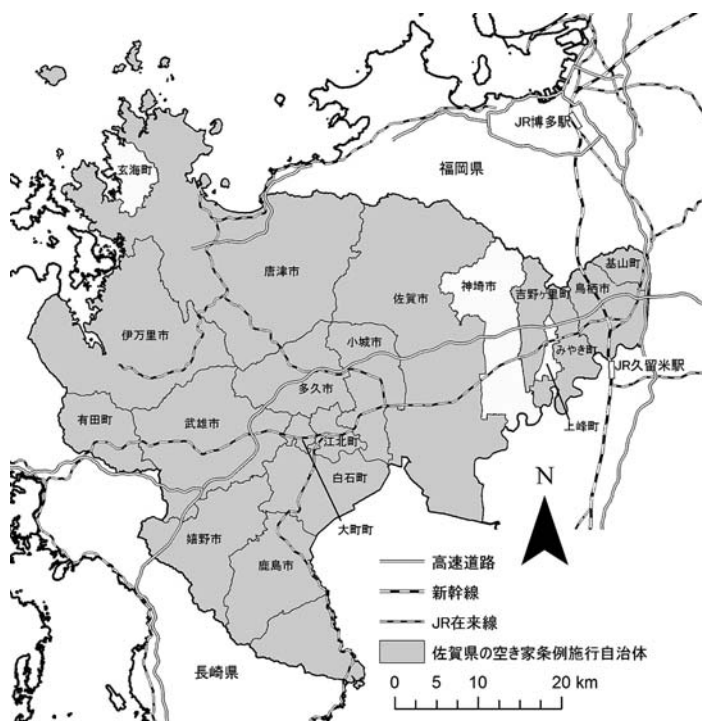 JR博多駅
玄海町
福岡県
基山町
唐津市
神埼市
吉野ヶ里町
鳥栖市
佐賀市
伊万里市
小城市
みやき町
JR久留米駅
多久市
有田町
武雄市
江北町
上峰町
白石町
N
大町町
嬉野市
鹿島市
高速道路
新幹線
JR在来線
佐賀県の空き家条例施行自治体
長崎県
0 5 10 20 km